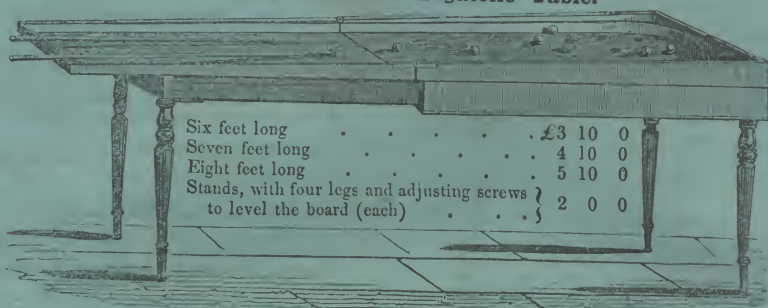 Table.
Six feet long . . . . . . £3 10 0
Seven feet long . . . . . . 4 10 0
Eight feet long . . . . . . 5 10 0
Stands, with four legs and adjusting screws } 2 0 0
to level the board (each) . . . }